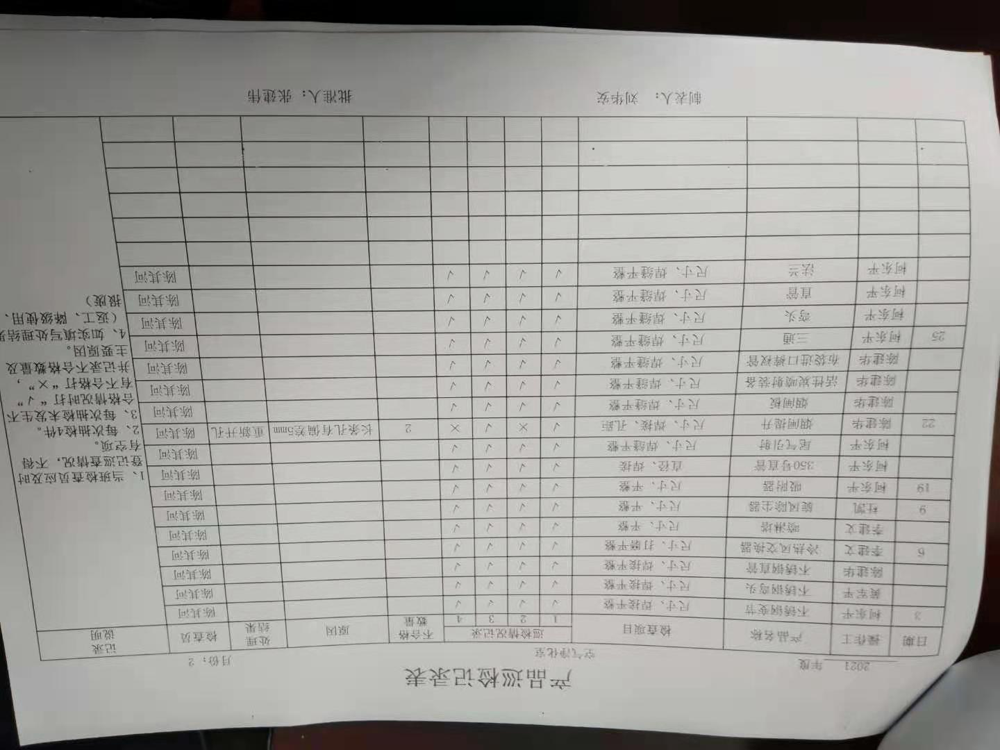 产品巡检记录表
2021 年度 空气净化室 月份：2
日期 操作工 产品名称 检查项目 巡检情况记录 1 2 3 4 不合格数量 原因 处理结果 检查员 记录说明
3 柯东平 不锈钢变节 尺寸、焊接平整 √ √ √ √ 陈其河
黄军平 不锈钢弯头 尺寸、焊接平整 √ √ √ √ 陈其河
陈建华 不锈钢直管 尺寸、焊接平整 √ √ √ √ 陈其河
6 李建文 冷热风交换器 尺寸、打磨平整 √ √ √ √ 陈其河
李建文 喷淋塔 尺寸、平整 √ √ √ √ 陈其河
9 杜凯 旋风除尘器 尺寸、平整 √ √ √ √ 陈其河
19 柯东平 吸附器 尺寸、平整 √ √ √ √ 陈其河
柯东平 350号直管 直径、焊接 √ √ √ √ 陈其河
柯东平 尾气引射 尺寸、焊缝平整 √ √ √ √ 陈其河
22 陈建华 烟闸提升 尺寸、焊接、孔距 √ × √ × 2 长条孔有偏差5mm 重新开孔 陈其河
陈建华 烟闸板 尺寸、焊缝平整 √ √ √ √ 陈其河
陈建华 活性炭喷射装备 尺寸、焊缝平整 √ √ √ √ 陈其河
陈建华 布袋进口裤衩管 尺寸、焊缝平整 √ √ √ √ 陈其河
25 柯东平 三通 尺寸、焊缝平整 √ √ √ √ 陈其河
柯东平 弯头 尺寸、焊缝平整 √ √ √ √ 陈其河
柯东平 直管 尺寸、焊缝平整 √ √ √ √ 陈其河
柯东平 法兰 尺寸、焊缝平整 √ √ √ √ 陈其河
1、当班检查员应及时
登记巡查情况，不得
有空项。
2、每次抽检4件。
3、每次抽检未发生不
合格情况时打“√”
有不合格打“×”，
并记录不合格数量及
主要原因。
4、如实填写处理结果
（返工、降级使用、
报废）
制表人： 刘华安 批准人：张建伟